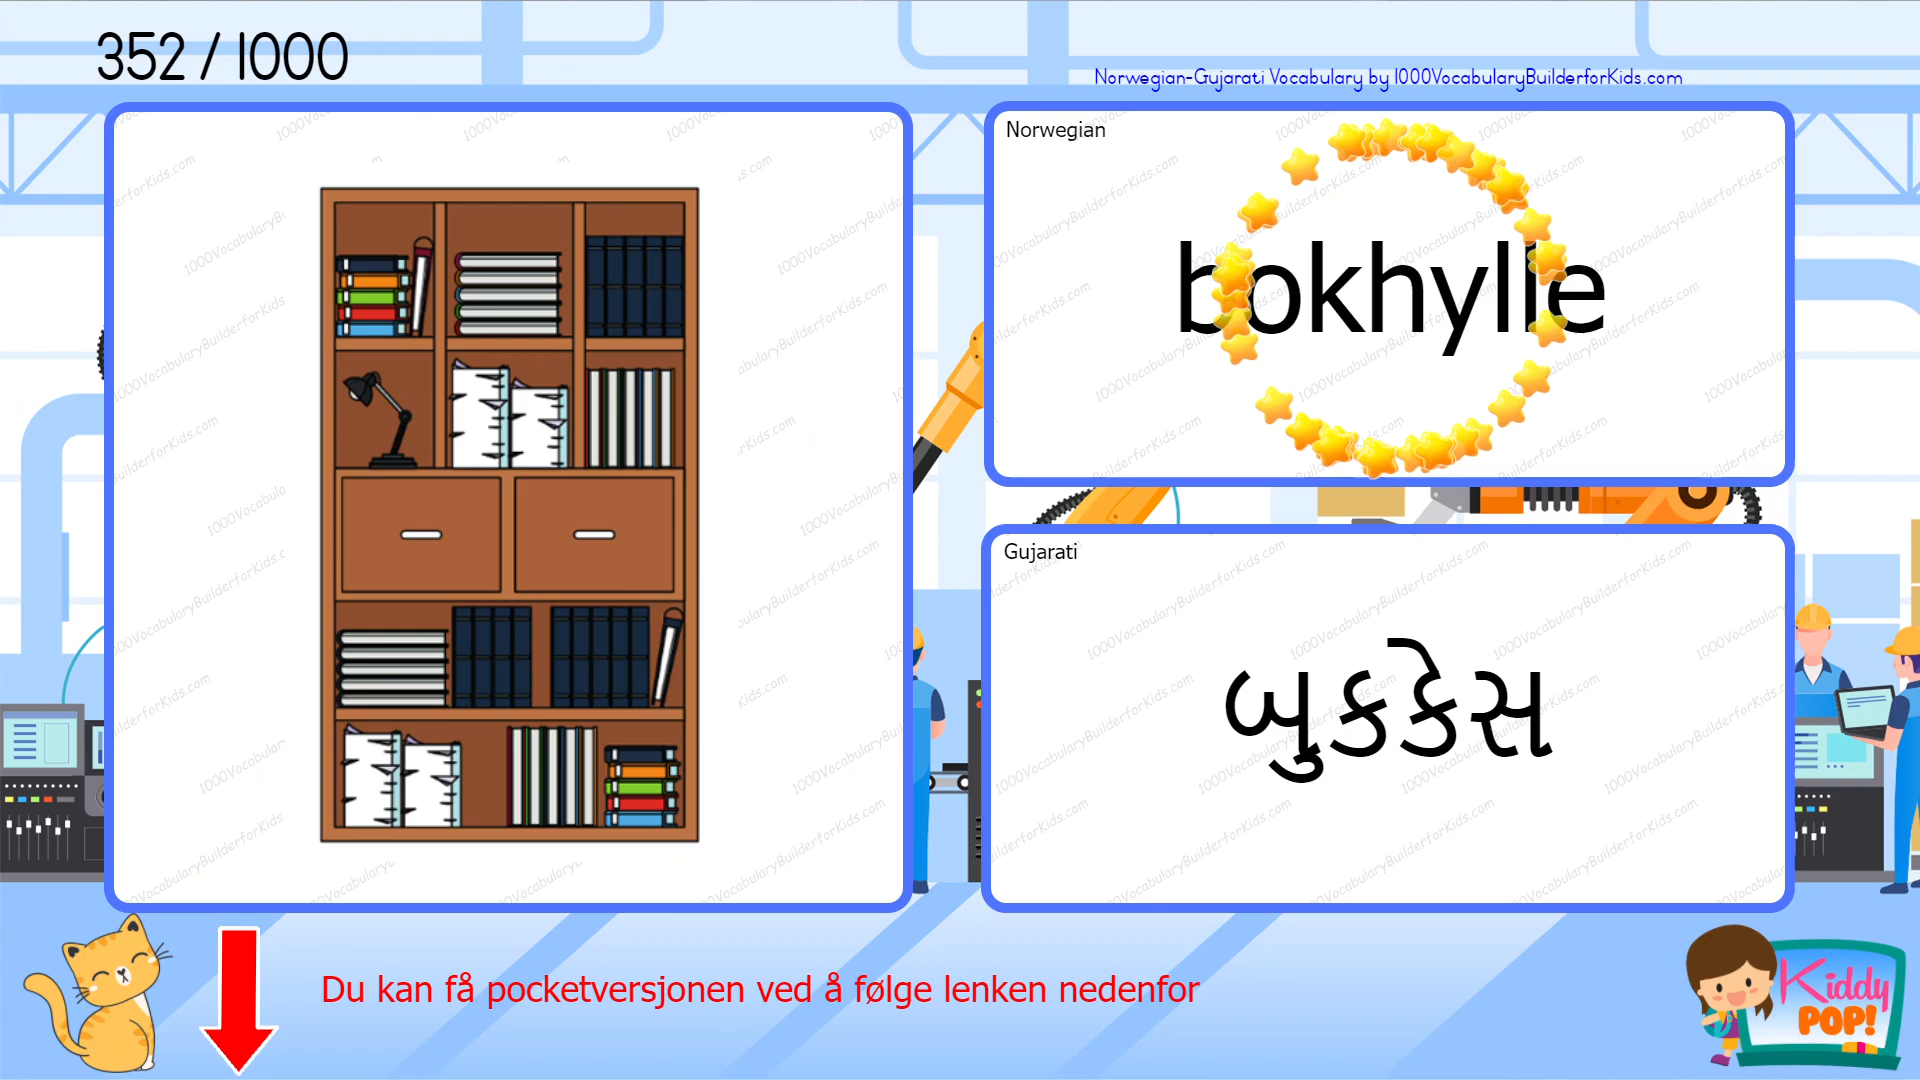 352 / 1000
Norwegian-Gujarati Vocabulary by 1000VocabularyBuilderforKids.com
Norwegian
bokhylle
Gujarati
બુકકેસ
Du kan få pocketversjonen ved å følge lenken nedenfor
Kiddy
POP!